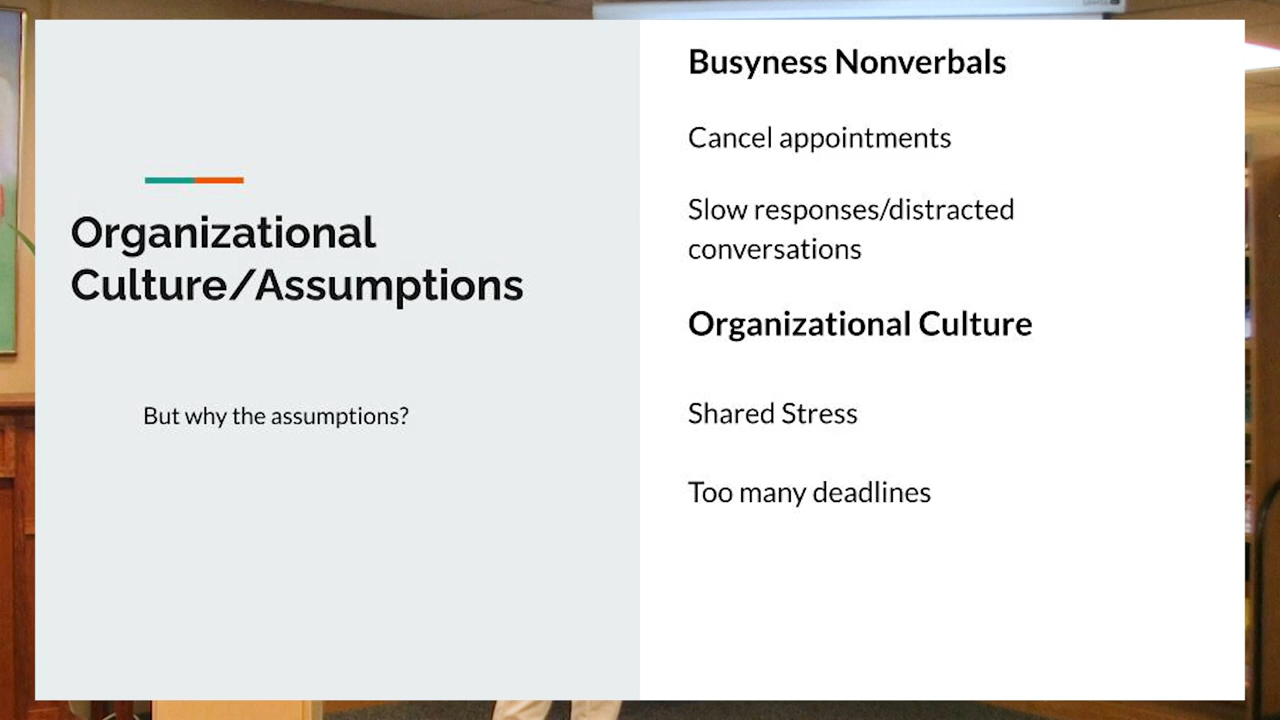 Organizational
Culture/Assumptions
But why the assumptions?
Busyness Nonverbals
Cancel appointments
Slow responses/distracted
conversations
Organizational Culture
Shared Stress
Too many deadlines